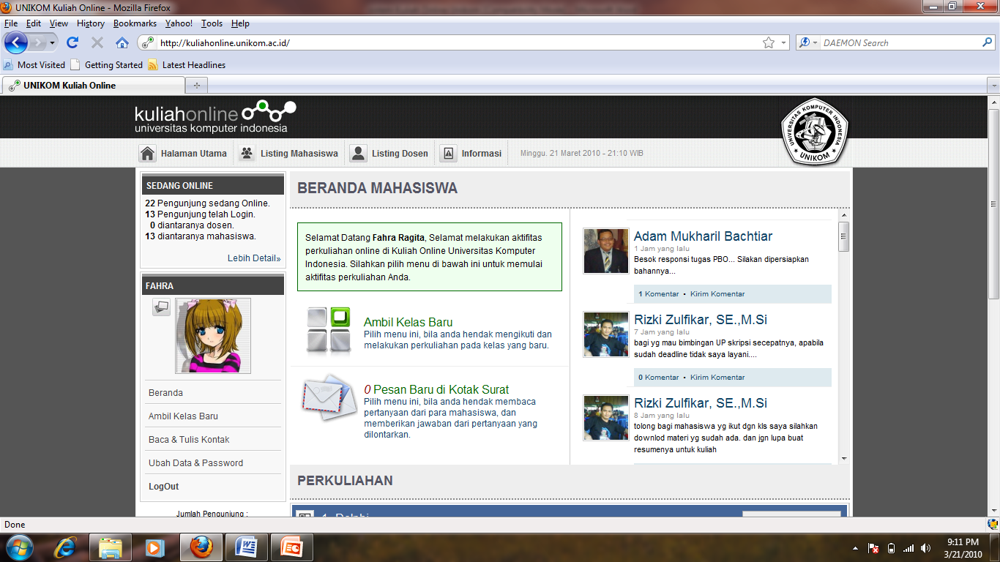 UNIKOM Kuliah Online - Mozilla Firefox
File Edit View History Bookmarks Yahoo! Tools Help
http://kuliahonline.unikom.ac.id/
DAEMON Search
Most Visited Getting Started Latest Headlines
UNIKOM Kuliah Online
kuliahonline
universitas komputer indonesia
UNIVERSITAS KOMPUTER INDONESIA
UNIKOM
Halaman Utama Listing Mahasiswa Listing Dosen Informasi Minggu. 21 Maret 2010 - 21:10 WIB
SEDANG ONLINE
22 Pengunjung sedang Online.
13 Pengunjung telah Login.
0 diantaranya dosen.
13 diantaranya mahasiswa.
Lebih Detail»
FAHRA
Beranda
Ambil Kelas Baru
Baca & Tulis Kontak
Ubah Data & Password
LogOut
Jumlah Pengunjung :
BERANDA MAHASISWA
Selamat Datang Fahra Ragita, Selamat melakukan aktifitas
perkuliahan online di Kuliah Online Universitas Komputer
Indonesia. Silahkan pilih menu di bawah ini untuk memulai
aktifitas perkuliahan Anda.
Ambil Kelas Baru
Pilih menu ini, bila anda hendak mengikuti dan
melakukan perkuliahan pada kelas yang baru.
0 Pesan Baru di Kotak Surat
Pilih menu ini, bila anda hendak membaca
pertanyaan dari para mahasiswa, dan
memberikan jawaban dari pertanyaan yang
dilontarkan.
Adam Mukharil Bachtiar
1 Jam yang lalu
Besok responsi tugas PBO... Silakan dipersiapkan
bahannya...
1 Komentar • Kirim Komentar
Rizki Zulfikar, SE.,M.Si
7 Jam yang lalu
bagi yg mau bimbingan UP skripsi secepatnya, apabila
sudah deadline tidak saya layani....
0 Komentar • Kirim Komentar
Rizki Zulfikar, SE.,M.Si
8 Jam yang lalu
tolong bagi mahasiswa yg ikut dgn kls saya silahkan
downlod materi yg sudah ada. dan jgn lupa buat
resumenya untuk kuliah
PERKULIAHAN
1. Delphi
Done
9:11 PM
3/21/2010